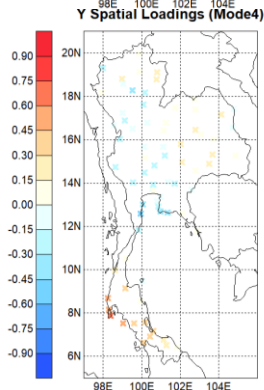 98E 100E 102E 104E
Y Spatial Loadings (Mode4)
0.90
0.75
0.60
0.45
0.30
0.15
0.00
-0.15
-0.30
-0.45
-0.60
-0.75
-0.90
20N
18N
16N
14N
12N
10N
8N
6N
98E 100E 102E 104E